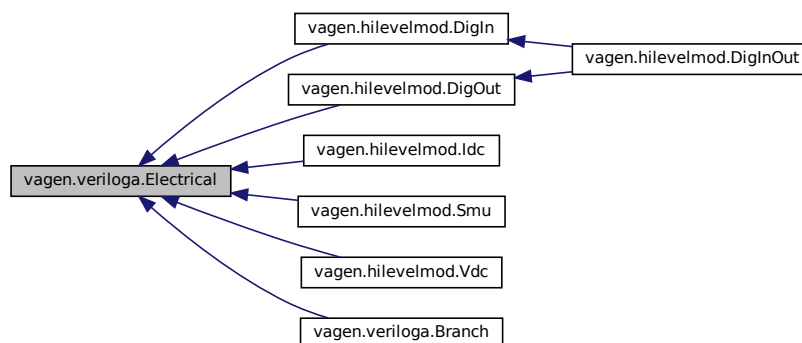 vagen.hilevelmod.DigIn
vagen.hilevelmod.DigInOut
vagen.hilevelmod.DigOut
vagen.hilevelmod.Idc
vagen.veriloga.Electrical
vagen.hilevelmod.Smu
vagen.hilevelmod.Vdc
vagen.veriloga.Branch